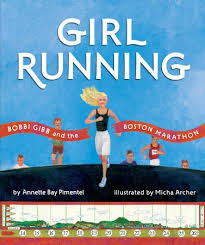 GIRL
RUNNING
BOBBI GIBB and the BOSTON MARATHON
by Annette Bay Pimentel illustrated by Micha Archer